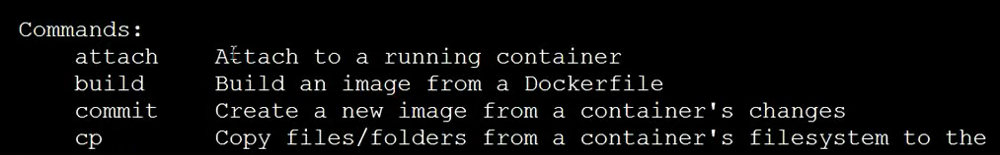 Commands:
attach Attach to a running container
build Build an image from a Dockerfile
commit Create a new image from a container's changes
cp Copy files/folders from a container's filesystem to the